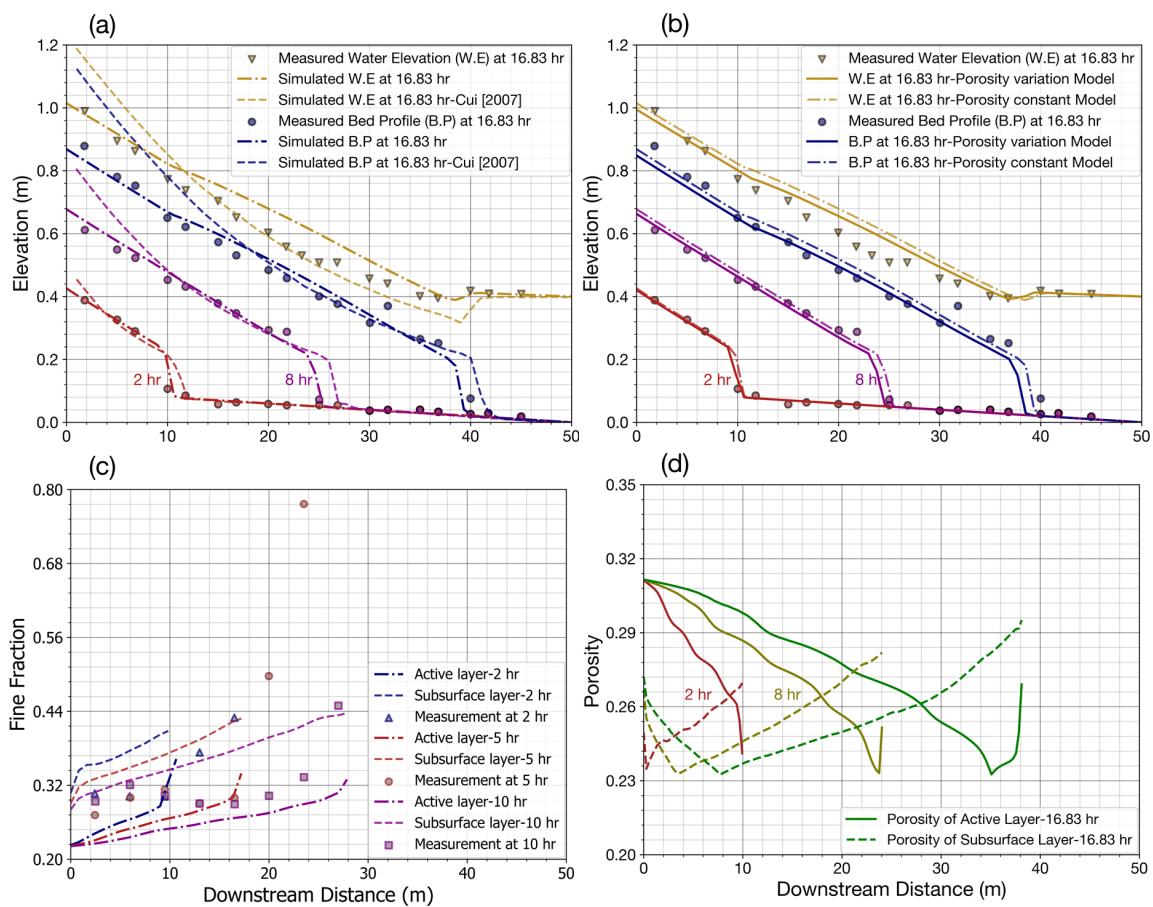 (a)
1.2
1.0
0.8
0.6
0.4
0.2
0.0
Elevation (m)
Measured Water Elevation (W.E) at 16.83 hr
Simulated W.E at 16.83 hr
Simulated W.E at 16.83 hr-Cui [2007]
Measured Bed Profile (B.P) at 16.83 hr
Simulated B.P at 16.83 hr
Simulated B.P at 16.83 hr-Cui [2007]
2 hr
8 hr
0 10 20 30 40 50
(b)
1.2
1.0
0.8
0.6
0.4
0.2
0.0
Elevation (m)
Measured Water Elevation (W.E) at 16.83 hr
W.E at 16.83 hr-Porosity variation Model
W.E at 16.83 hr-Porosity constant Model
Measured Bed Profile (B.P) at 16.83 hr
B.P at 16.83 hr-Porosity variation Model
B.P at 16.83 hr-Porosity constant Model
2 hr
8 hr
0 10 20 30 40 50
(c)
0.80
0.68
0.56
0.44
0.32
0.20
Fine Fraction
Active layer-2 hr
Subsurface layer-2 hr
Measurement at 2 hr
Active layer-5 hr
Subsurface layer-5 hr
Measurement at 5 hr
Active layer-10 hr
Subsurface layer-10 hr
Measurement at 10 hr
0 10 20 30 40 50
Downstream Distance (m)
(d)
0.35
0.32
0.29
0.26
0.23
0.20
Porosity
2 hr
8 hr
Porosity of Active Layer-16.83 hr
Porosity of Subsurface Layer-16.83 hr
0 10 20 30 40 50
Downstream Distance (m)